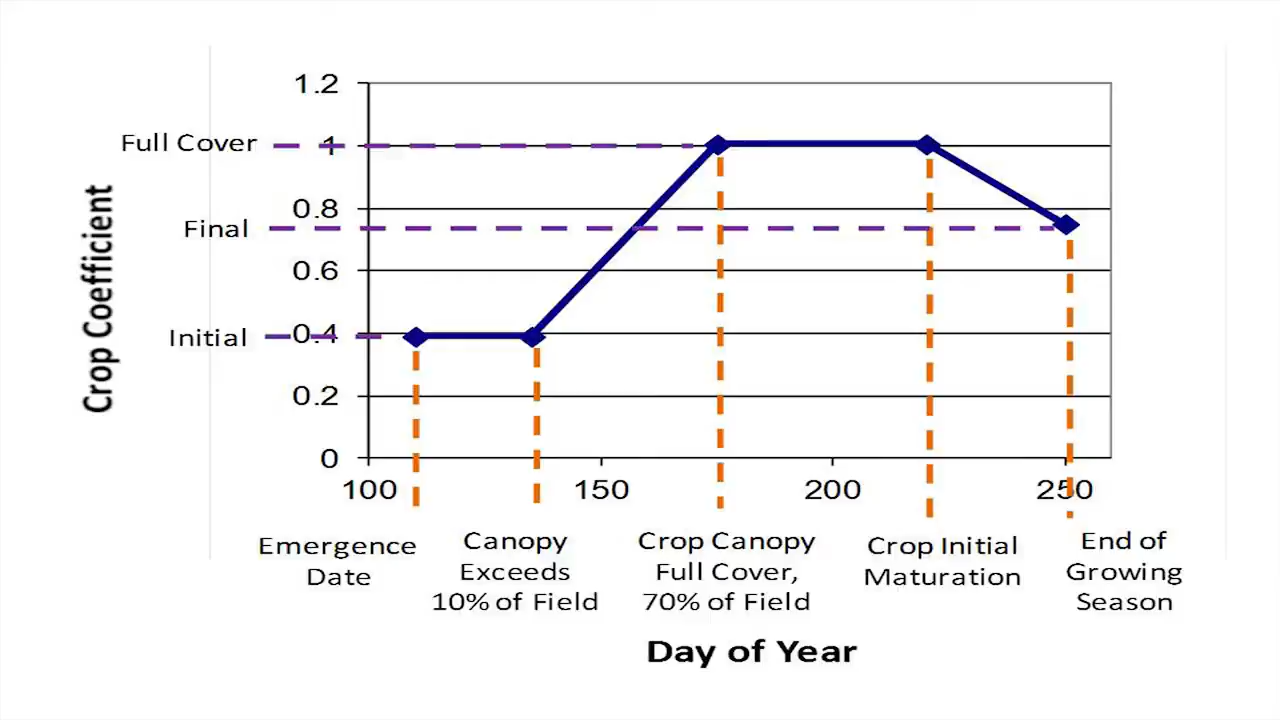 1.2
Full Cover
1
0.8
Final
0.6
Initial
0.4
0.2
0
Crop Coefficient
100
150
200
250
Emergence
Date
Canopy
Exceeds
10% of Field
Crop Canopy
Full Cover,
70% of Field
Crop Initial
Maturation
End of
Growing
Season
Day of Year